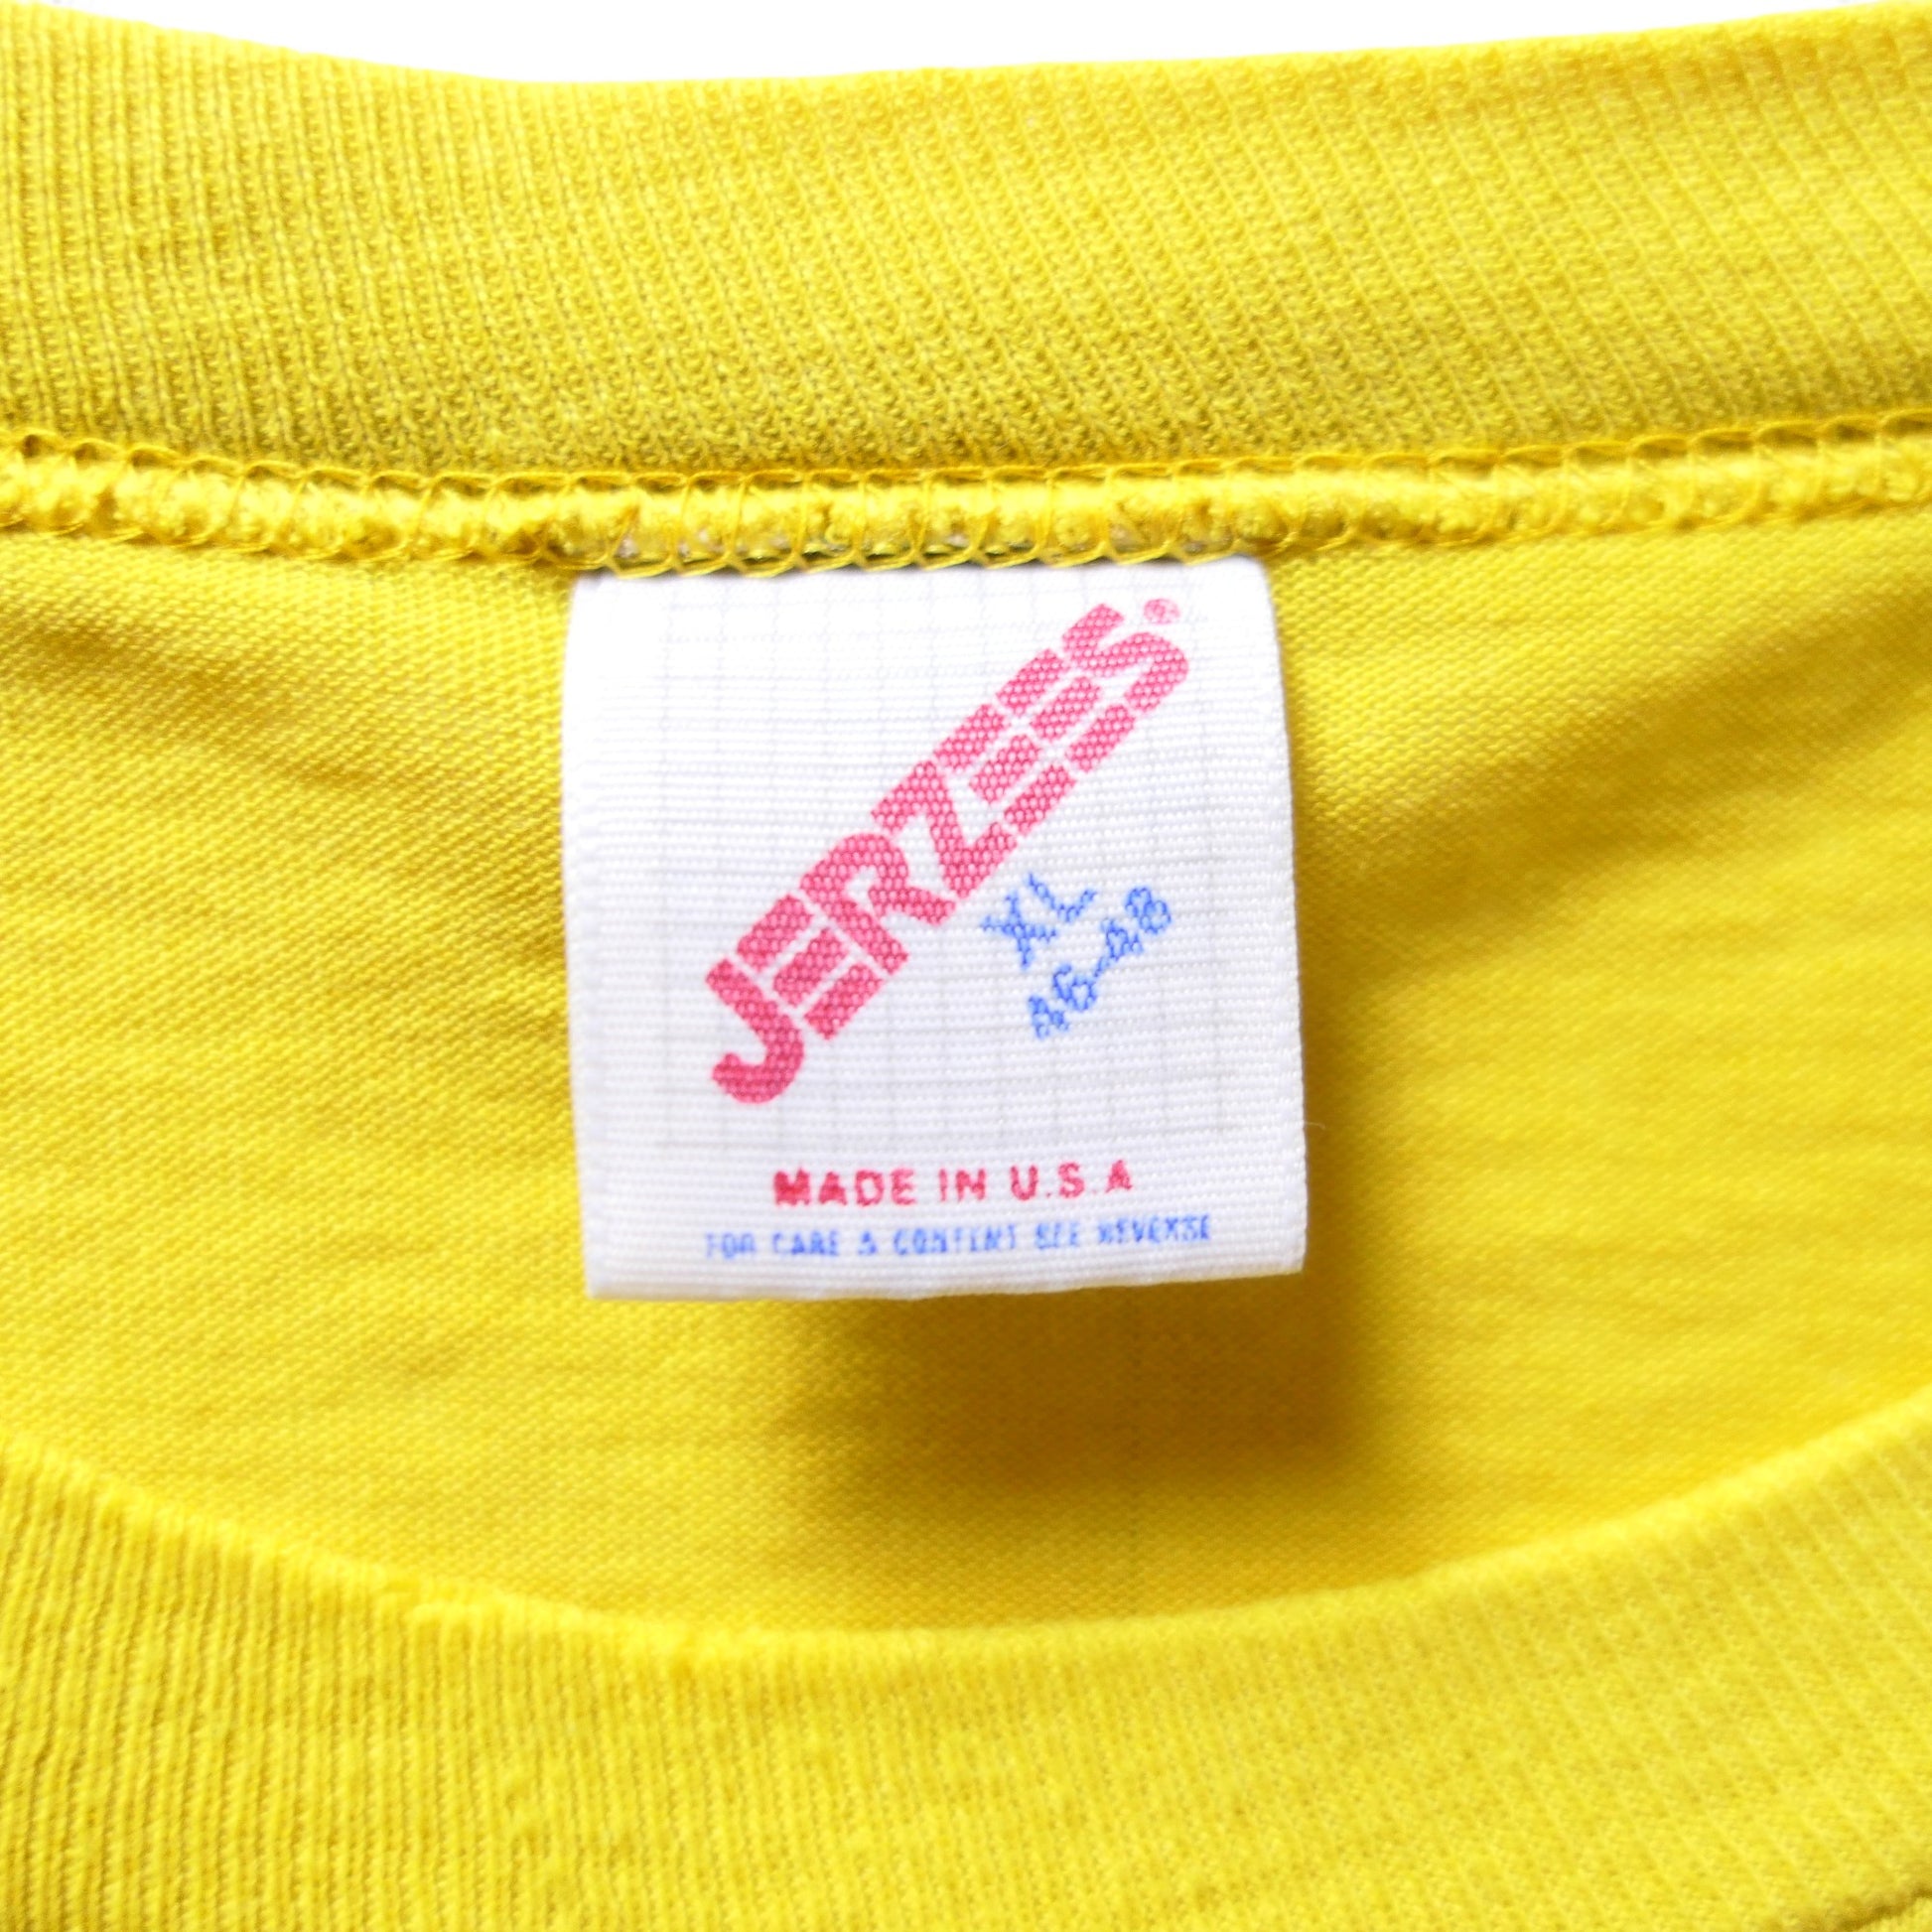 JERZEES®
XL
46-48
MADE IN U.S.A
FOR CARE & CONTENT SEE REVERSE